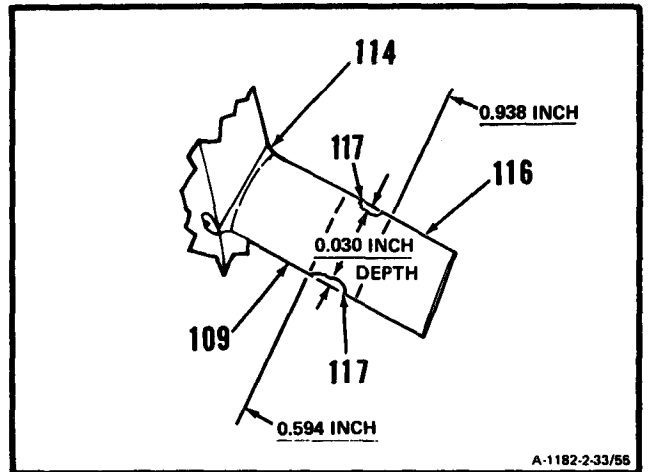 114
0.938 INCH
117
116
0.030 INCH
DEPTH
109
117
0.594 INCH
A-1182-2-33/56